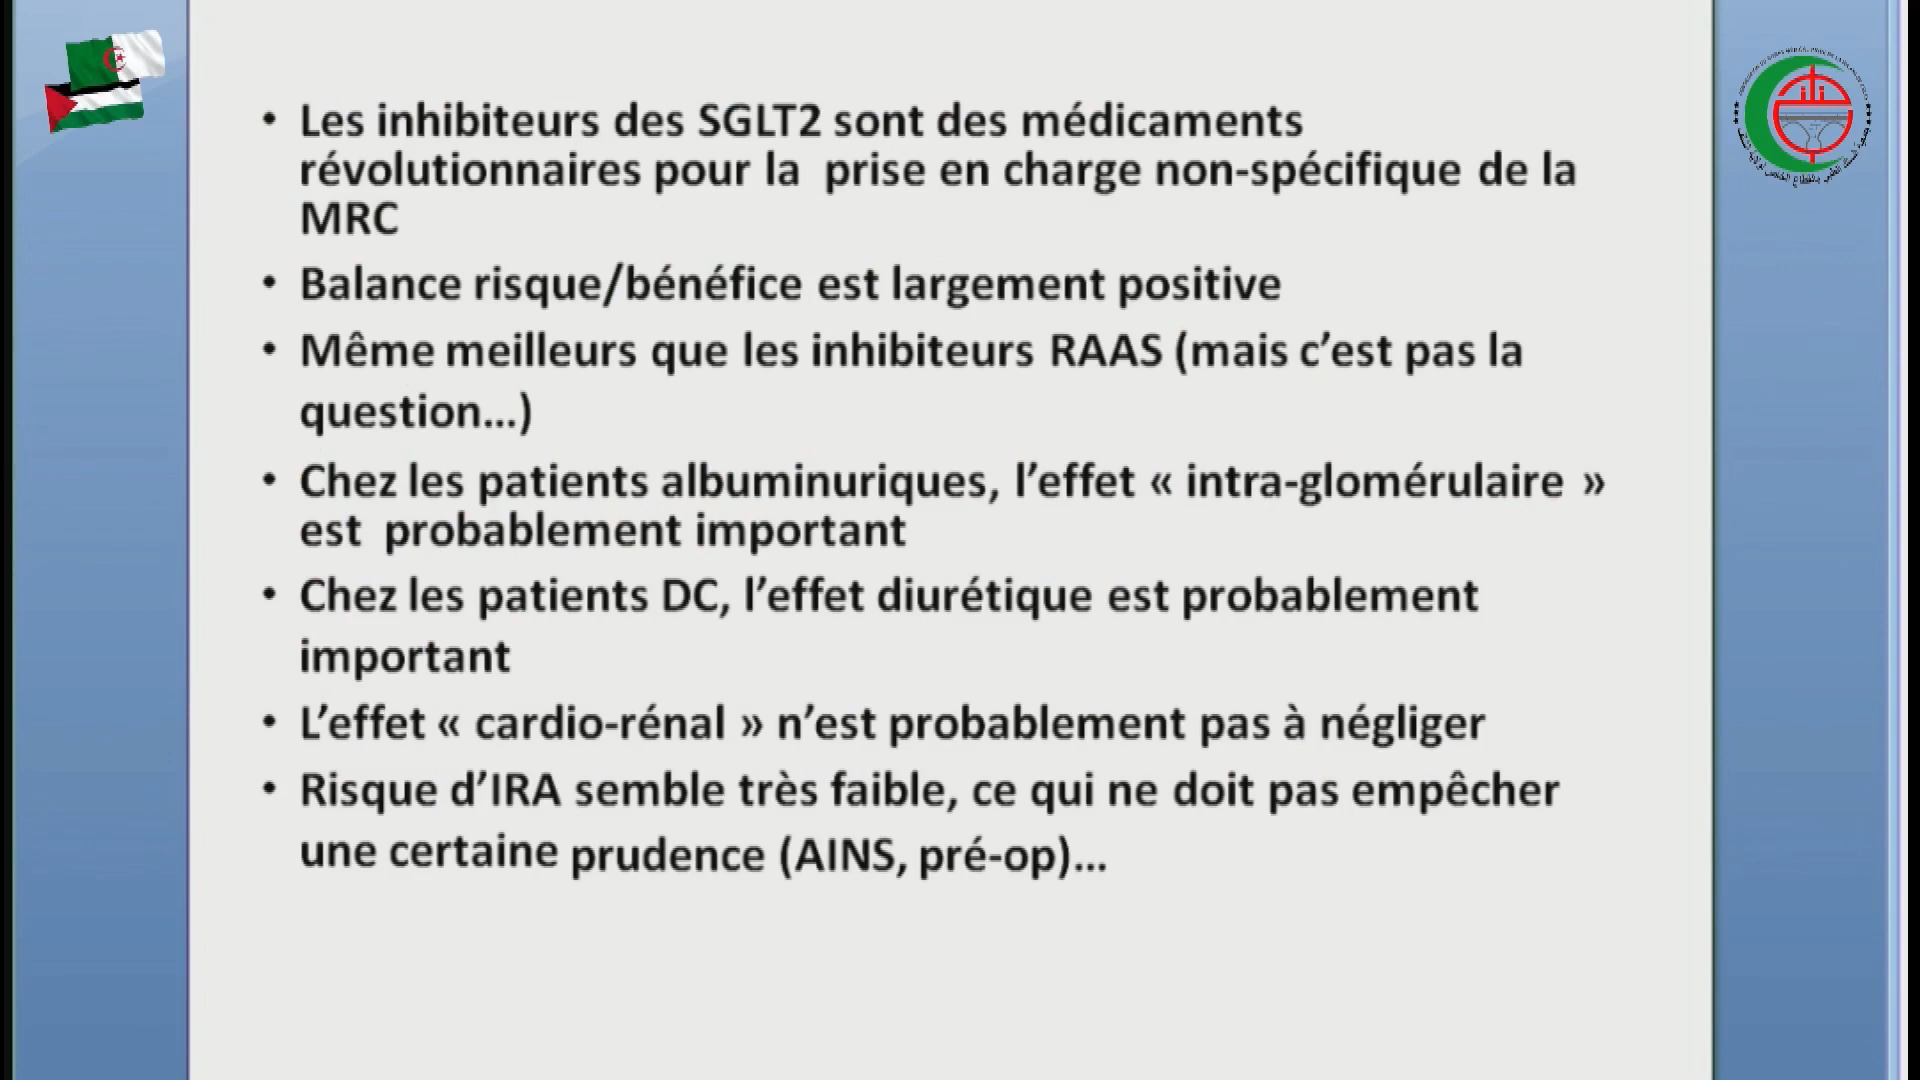 • Les inhibiteurs des SGLT2 sont des médicaments
révolutionnaires pour la prise en charge non-spécifique de la
MRC
• Balance risque/bénéfice est largement positive
• Même meilleurs que les inhibiteurs RAAS (mais c’est pas la
question...)
• Chez les patients albuminuriques, l’effet « intra-glomérulaire »
est probablement important
• Chez les patients DC, l’effet diurétique est probablement
important
• L’effet « cardio-rénal » n’est probablement pas à négliger
• Risque d’IRA semble très faible, ce qui ne doit pas empêcher
une certaine prudence (AINS, pré-op)...